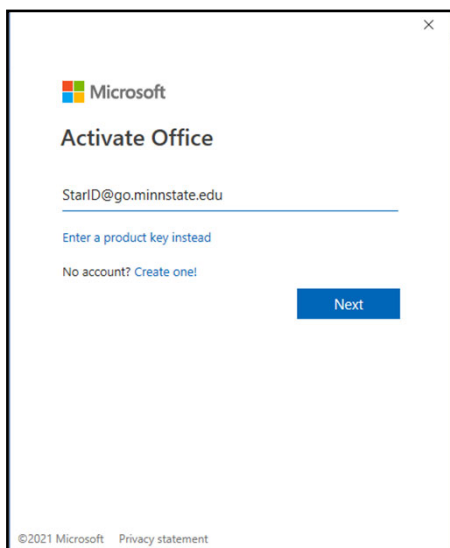 Microsoft
Activate Office
StarID@go.minnstate.edu
Enter a product key instead
No account? Create one!
Next
©2021 Microsoft Privacy statement